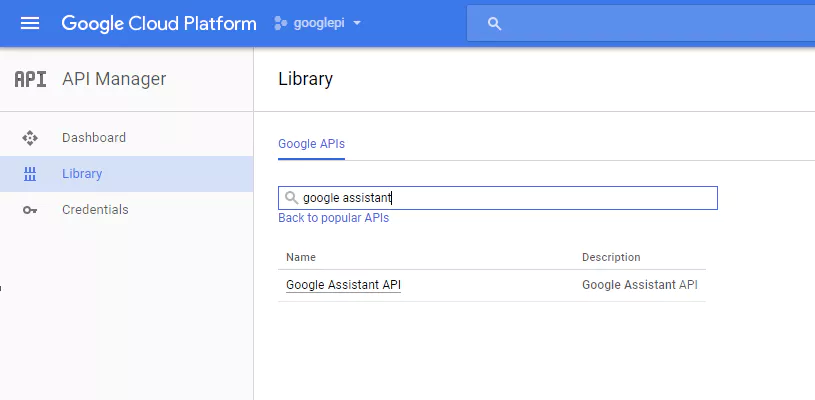 Google Cloud Platform googlepi
API API Manager
Library
Dashboard
Library
Credentials
Google APIs
google assistant
Back to popular APIs
Name Description
Google Assistant API Google Assistant API